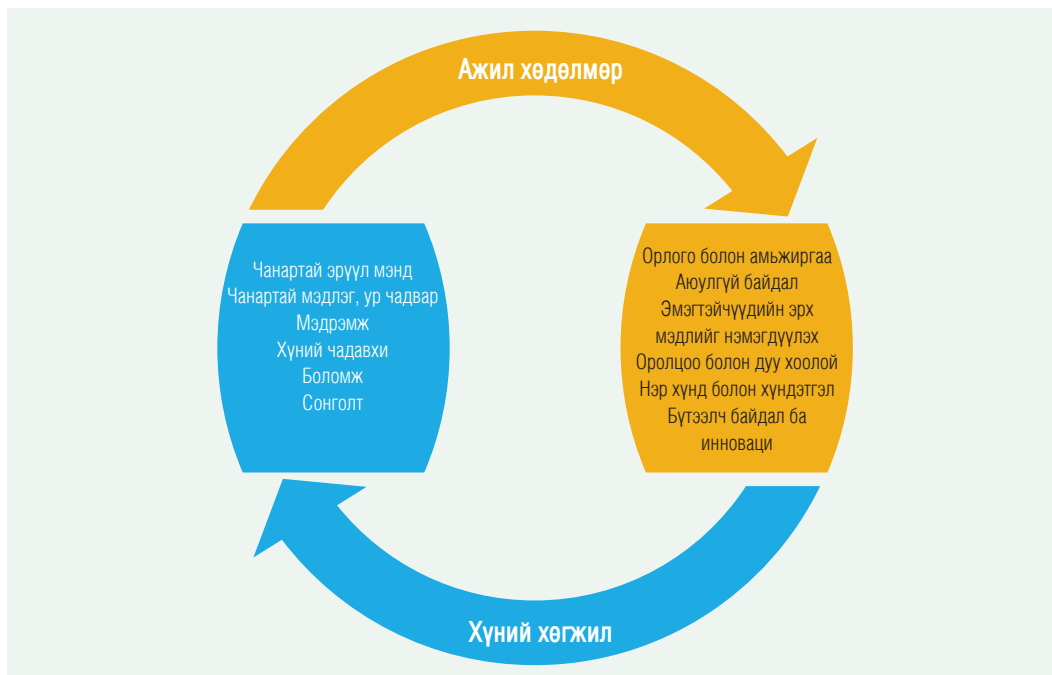 Ажил хөдөлмөр
Чанартай эрүүл мэнд
Чанартай мэдлэг, ур чадвар
Мэдрэмж
Хүний чадавхи
Боломж
Сонголт
Орлого болон амьжиргаа
Аюулгүй байдал
Эмэгтэйчүүдийн эрх
мэдлийг нэмэгдүүлэх
Оролцоо болон дуу хоолой
Нэр хүнд болон хүндэтгэл
Бүтээлч байдал ба
инноваци
Хүний хөгжил